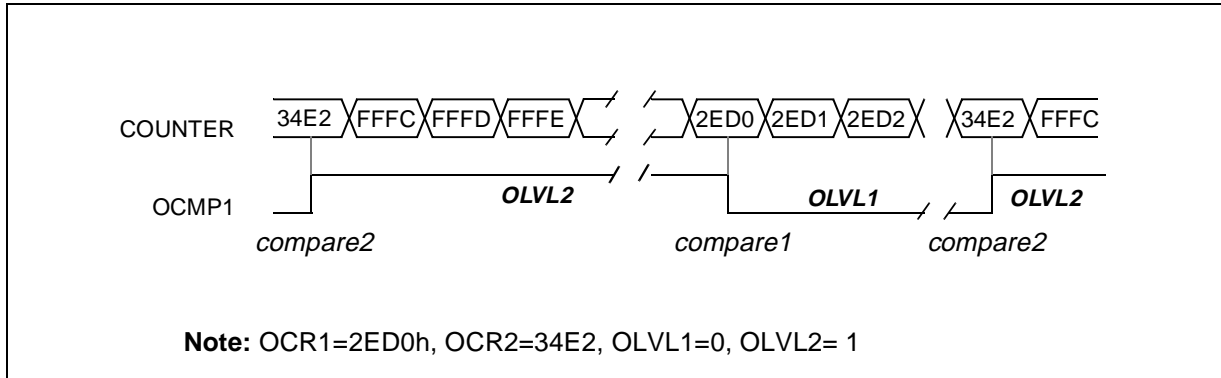 COUNTER 34E2 FFFC FFFD FFFE 2ED0 2ED1 2ED2 34E2 FFFC
OCMP1 OLVL2 OLVL1 OLVL2
compare2 compare1 compare2
Note: OCR1=2ED0h, OCR2=34E2, OLVL1=0, OLVL2= 1